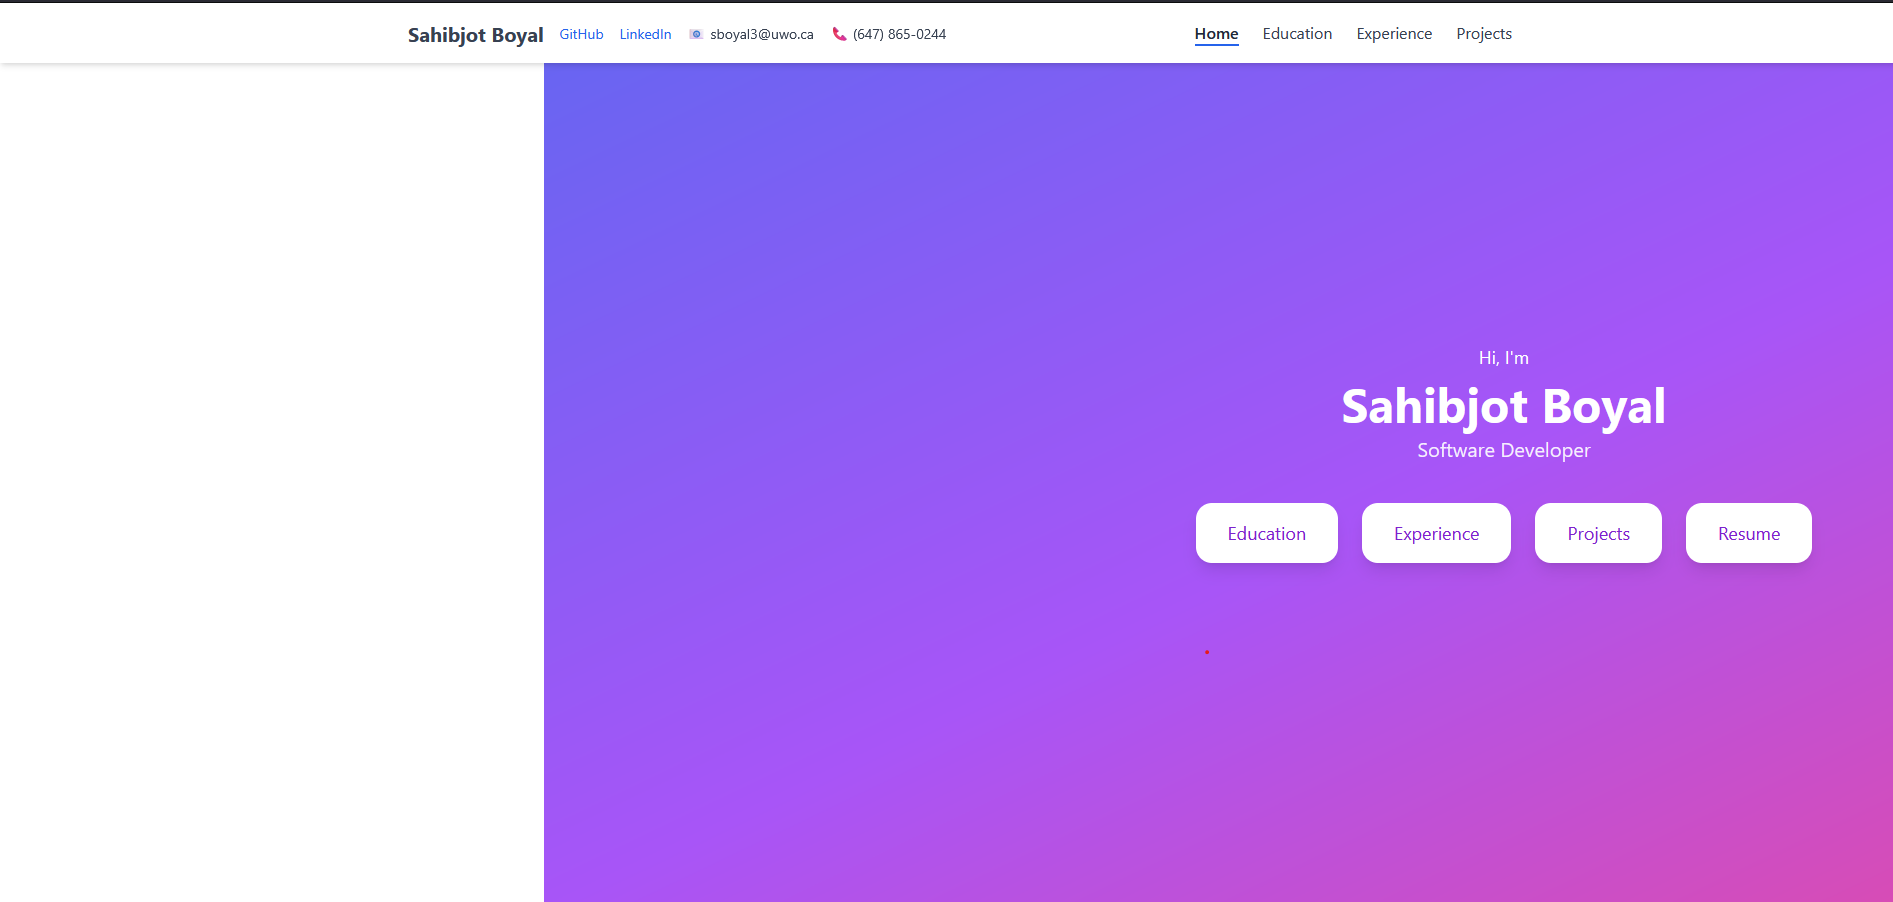 Sahibjot Boyal GitHub LinkedIn sboyal3@uwo.ca (647) 865-0244 Home Education Experience Projects
Hi, I'm
Sahibjot Boyal
Software Developer
Education Experience Projects Resume